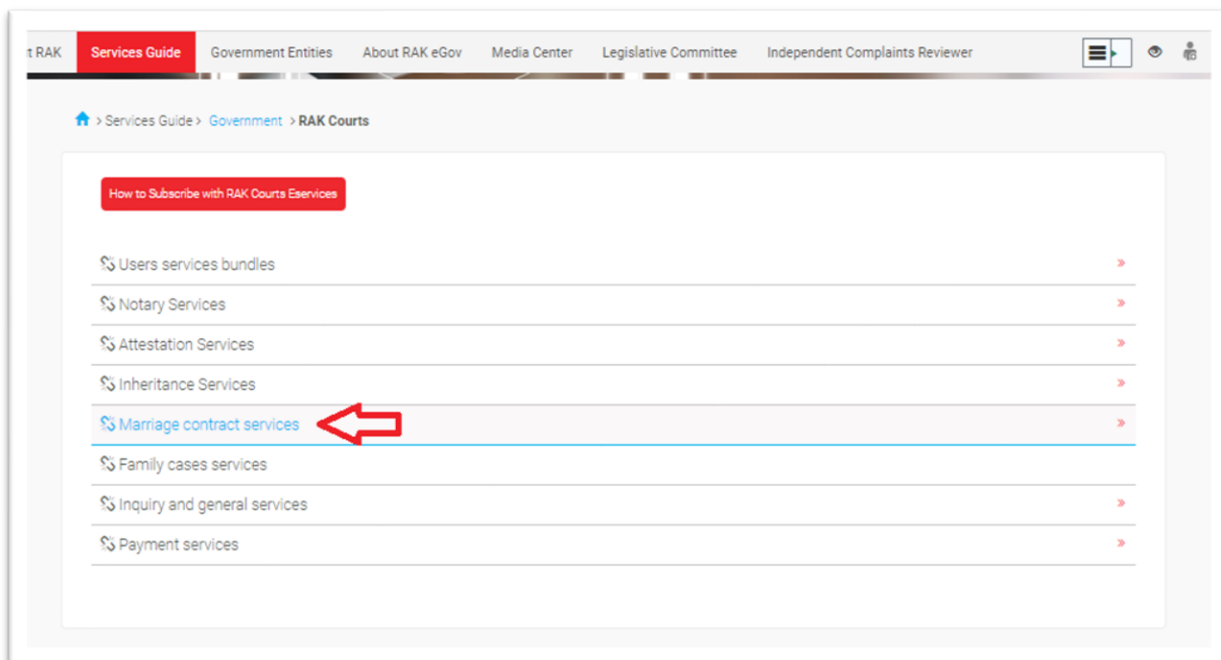 t RAK Services Guide Government Entities About RAK eGov Media Center Legislative Committee Independent Complaints Reviewer
> Services Guide > Government > RAK Courts
How to Subscribe with RAK Courts Eservices
Users services bundles »
Notary Services »
Attestation Services »
Inheritance Services »
Marriage contract services »
Family cases services
Inquiry and general services »
Payment services »